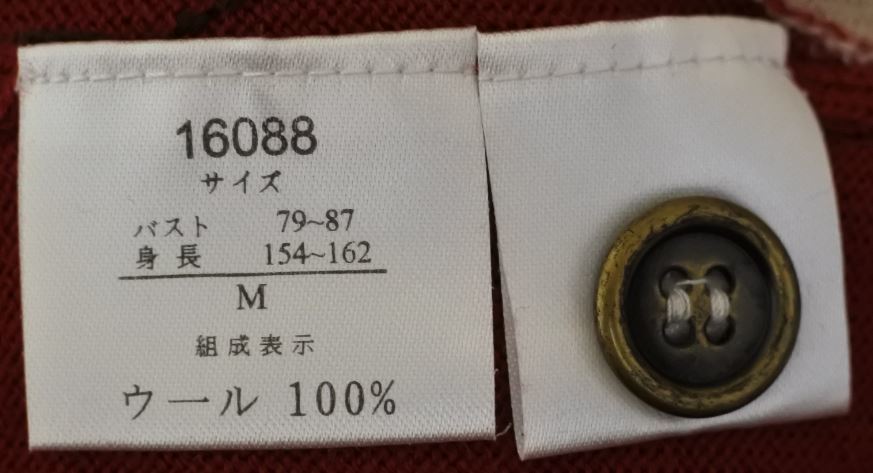 16088
サイズ
バスト 79~87
身長 154~162
M
組成表示
ウール 100%